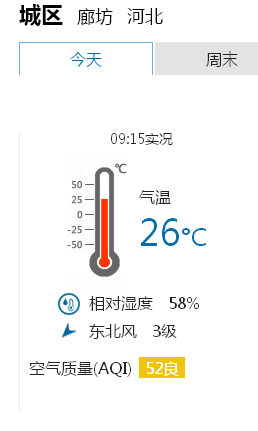 城区 廊坊 河北
今天 周末
09:15实况
℃
50
25
0
-25
-50
气温
26℃
相对湿度 58%
东北风 3级
空气质量(AQI) 52良